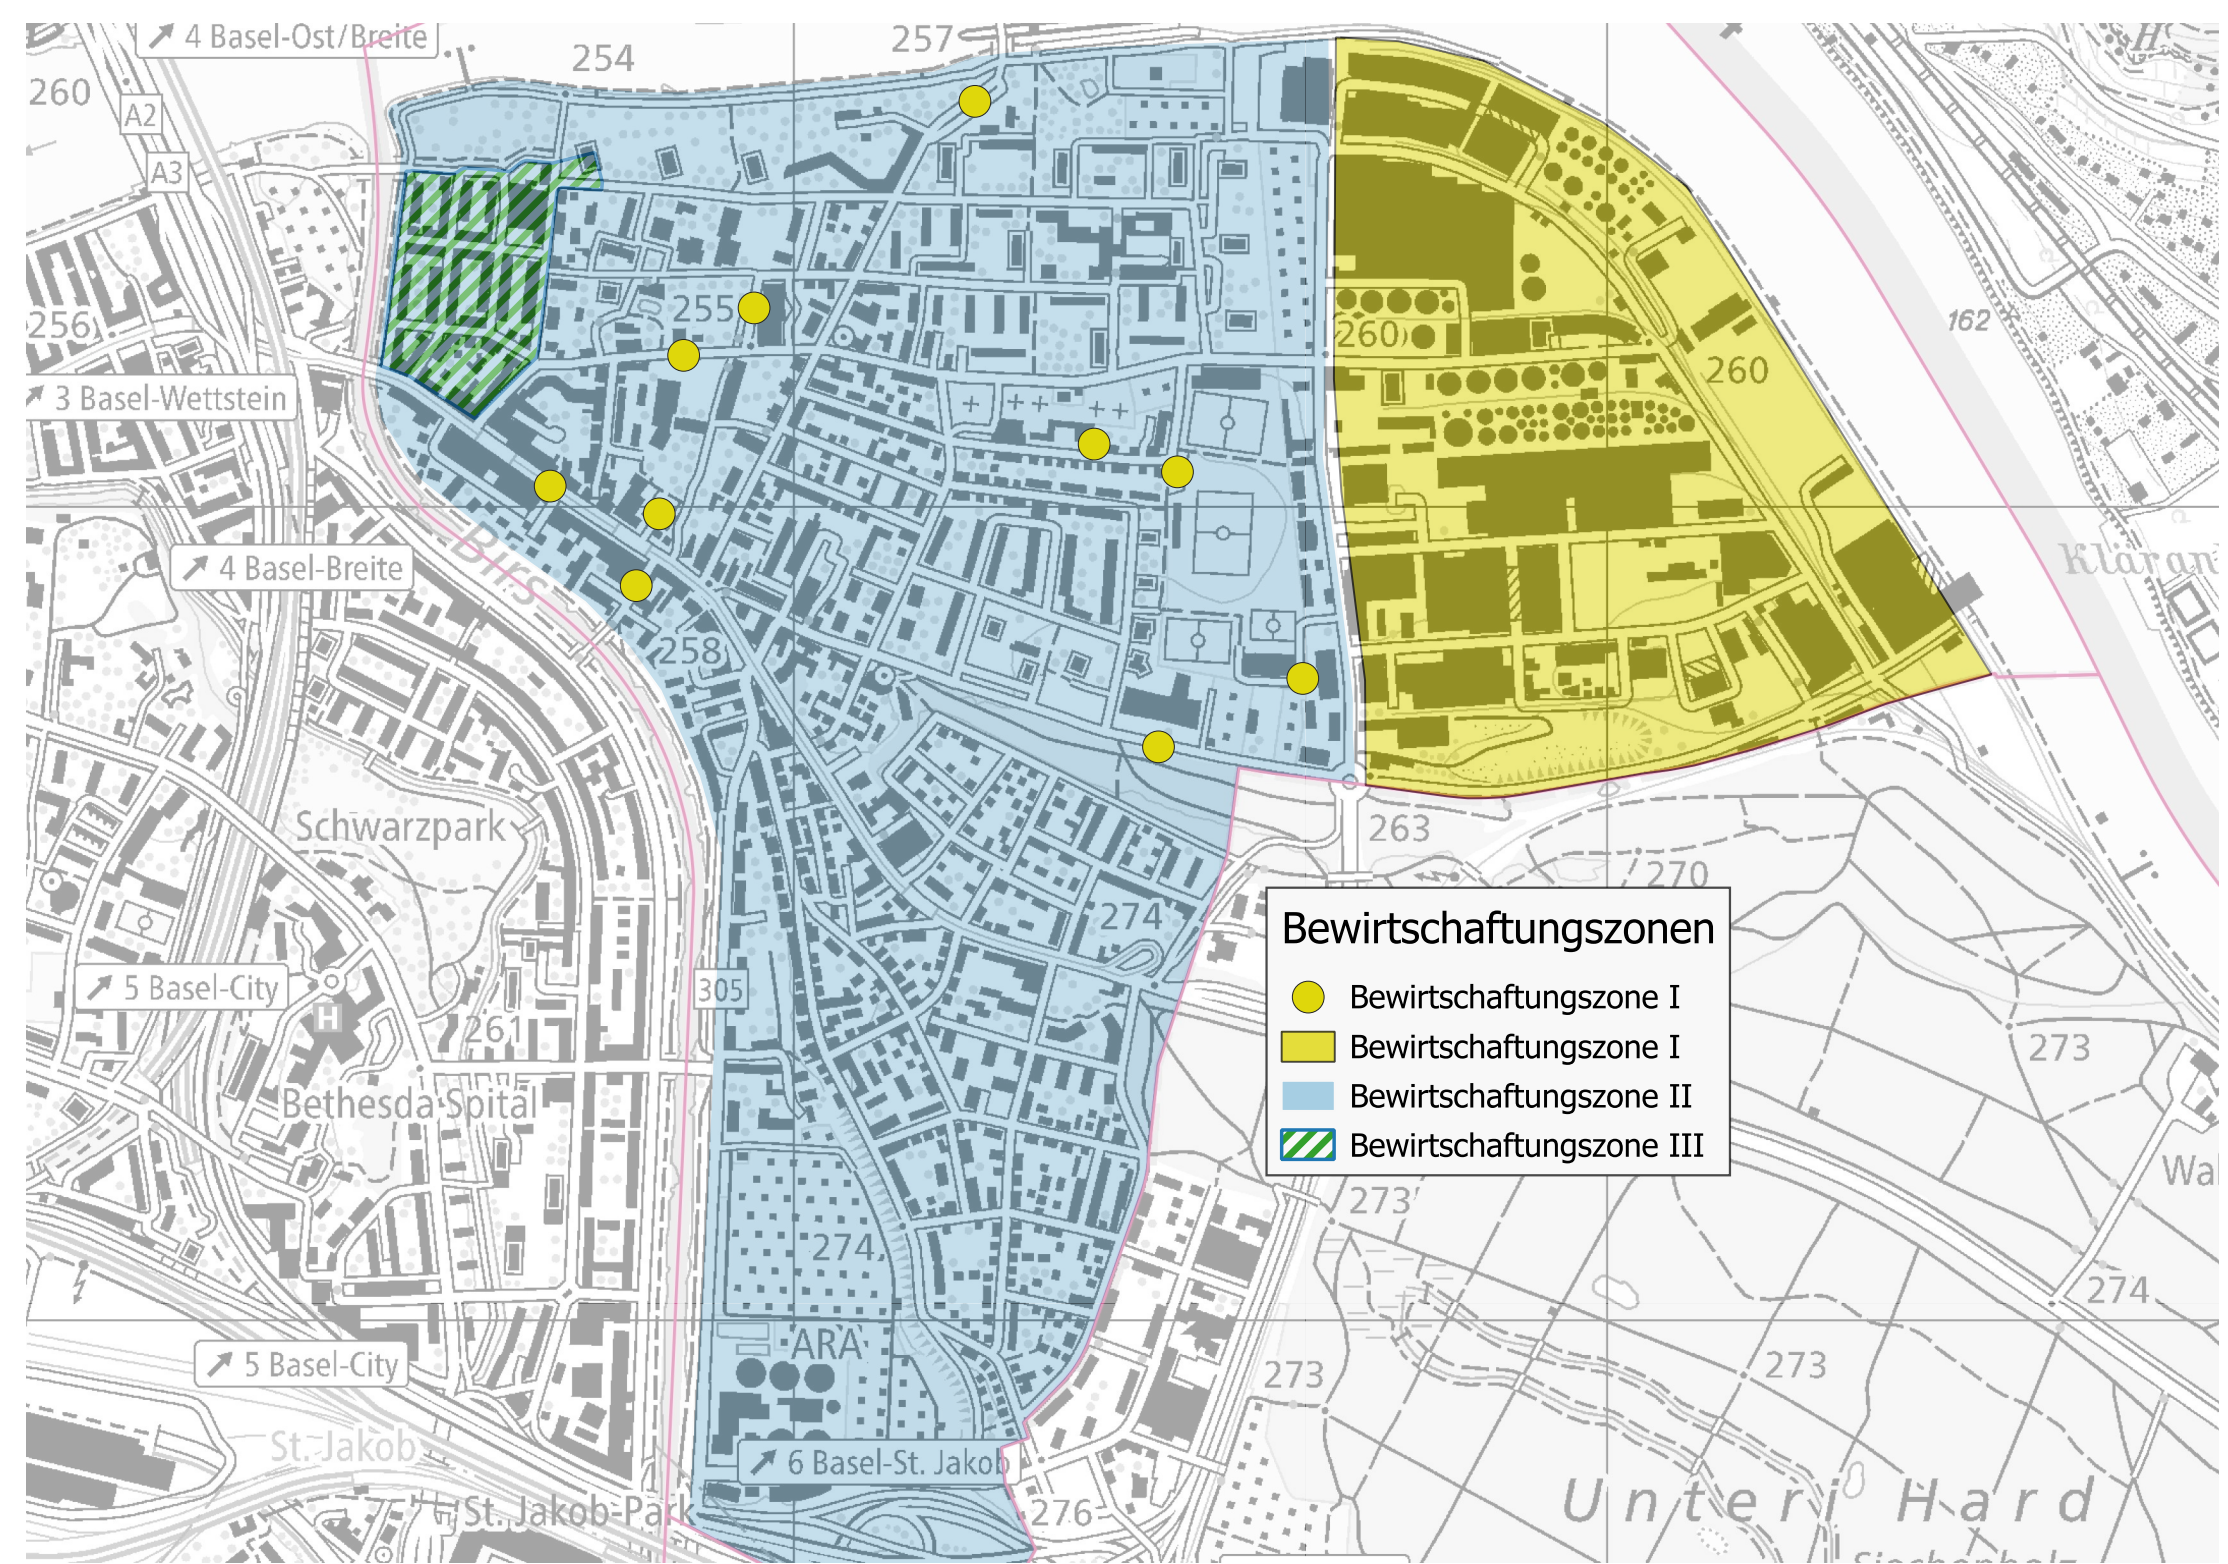 4 Basel-Ost/Breite
254
257
H
260
A2
A3
255
256
162
260
260
3 Basel-Wettstein
4 Basel-Breite
Birs
258
Schwarzpark
263
270
274
Bewirtschaftungszonen
Bewirtschaftungszone I
Bewirtschaftungszone I
Bewirtschaftungszone II
Bewirtschaftungszone III
5 Basel-City
305
H
261
273
Bethesda-Spital
273
274
274
ARA
5 Basel-City
273
273
St. Jakob
6 Basel-St. Jakob
St. Jakob-Park
276
Unteri Hard